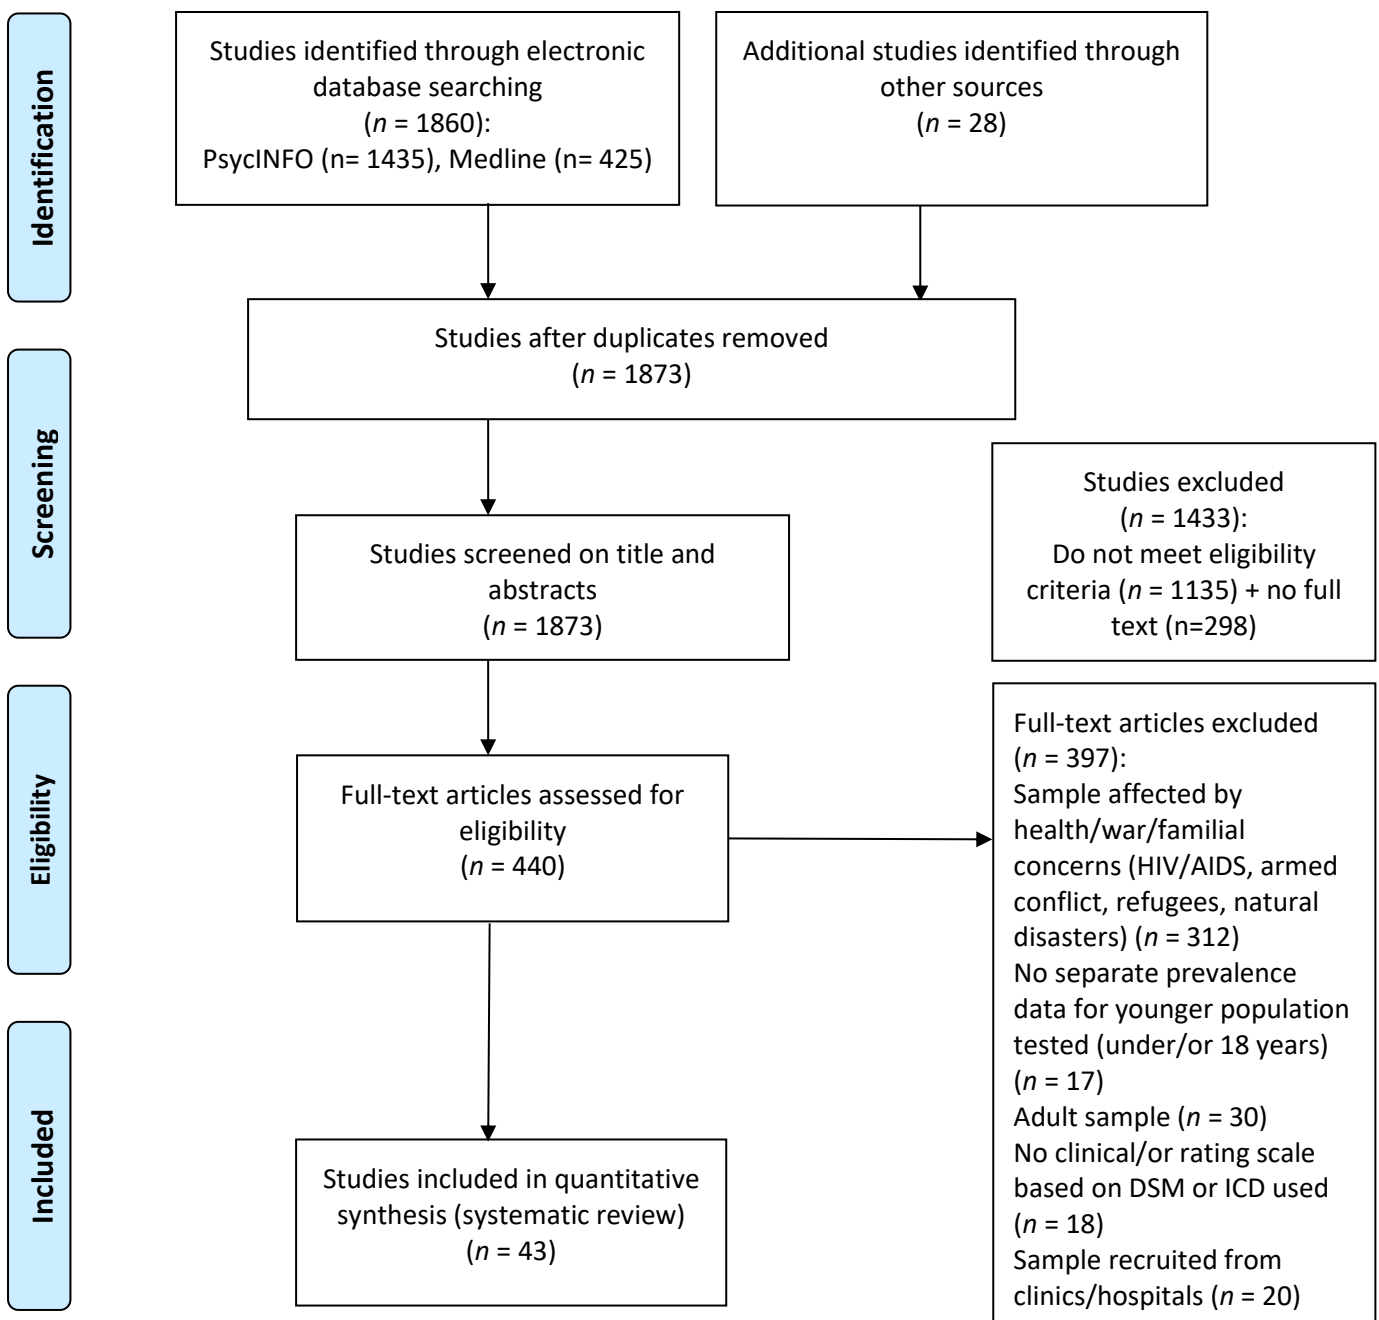 Identification
Studies identified through electronic
database searching
(n = 1860):
PsycINFO (n= 1435), Medline (n= 425)
Additional studies identified through
other sources
(n = 28)
Studies after duplicates removed
(n = 1873)
Screening
Studies screened on title and
abstracts
(n = 1873)
Studies excluded
(n = 1433):
Do not meet eligibility
criteria (n = 1135) + no full
text (n=298)
Eligibility
Full-text articles assessed for
eligibility
(n = 440)
Full-text articles excluded
(n = 397):
Sample affected by
health/war/familial
concerns (HIV/AIDS, armed
conflict, refugees, natural
disasters) (n = 312)
No separate prevalence
data for younger population
tested (under/or 18 years)
(n = 17)
Adult sample (n = 30)
No clinical/or rating scale
based on DSM or ICD used
(n = 18)
Sample recruited from
clinics/hospitals (n = 20)
Included
Studies included in quantitative
synthesis (systematic review)
(n = 43)